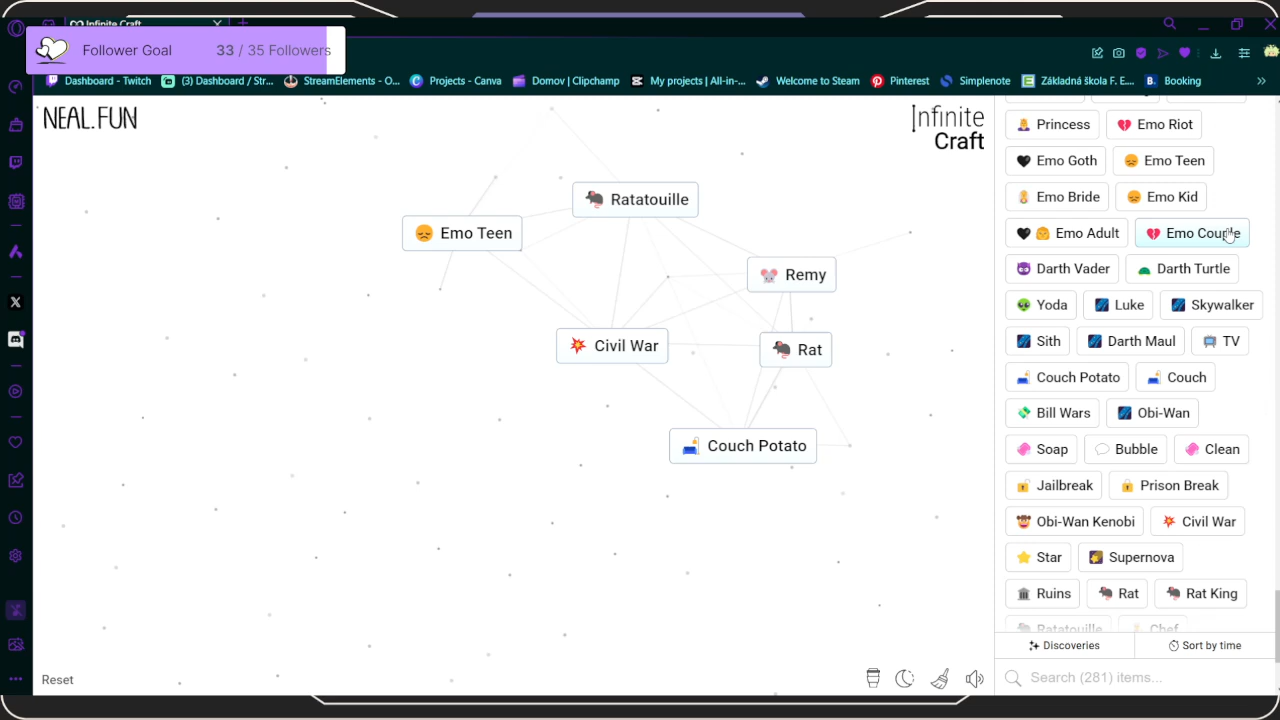 Infinite Craft
Follower Goal 33 / 35 Followers
Dashboard - Twitch (3) Dashboard / Str... StreamElements - O... Projects - Canva Domov | Clipchamp My projects | All-in-... Welcome to Steam Pinterest Simplenote Základná škola F. E... B. Booking »
NEAL.FUN
Infinite
Craft
Princess Emo Riot
Emo Goth Emo Teen
Emo Bride Emo Kid
Emo Adult Emo Couple
Darth Vader Darth Turtle
Yoda Luke Skywalker
Sith Darth Maul TV
Couch Potato Couch
Bill Wars Obi-Wan
Soap Bubble Clean
Jailbreak Prison Break
Obi-Wan Kenobi Civil War
Star Supernova
Ruins Rat Rat King
Ratatouille Chef
Ratatouille
Emo Teen
Remy
Civil War
Rat
Couch Potato
Discoveries Sort by time
Search (281) items...
Reset